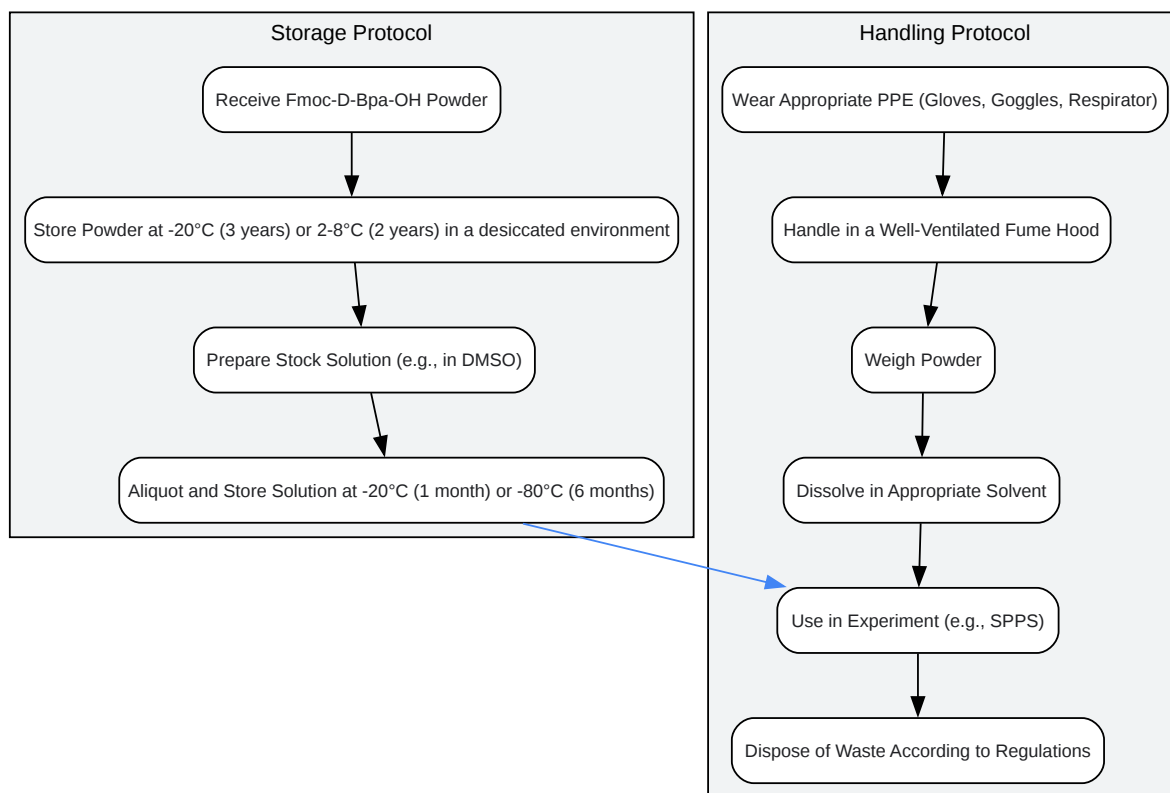 Storage Protocol
Receive Fmoc-D-Bpa-OH Powder
Store Powder at -20°C (3 years) or 2-8°C (2 years) in a desiccated environment
Prepare Stock Solution (e.g., in DMSO)
Aliquot and Store Solution at -20°C (1 month) or -80°C (6 months)
Handling Protocol
Wear Appropriate PPE (Gloves, Goggles, Respirator)
Handle in a Well-Ventilated Fume Hood
Weigh Powder
Dissolve in Appropriate Solvent
Use in Experiment (e.g., SPPS)
Dispose of Waste According to Regulations